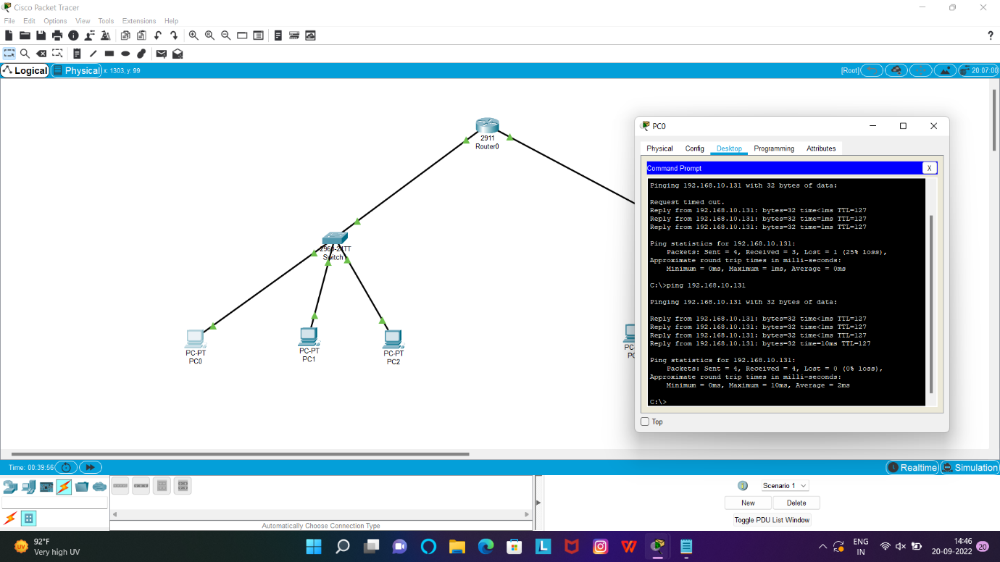 Cisco Packet Tracer
File Edit Options View Tools Extensions Help
?
Logical Physical x: 1303, y: 99 [Root] 20:07:00
2911
Router0
2960-24TT
Switch
PC-PT
PC0
PC-PT
PC1
PC-PT
PC2
PC
PC0
Physical Config Desktop Programming Attributes
Command Prompt X
Pinging 192.168.10.131 with 32 bytes of data:
Request timed out.
Reply from 192.168.10.131: bytes=32 time<1ms TTL=127
Reply from 192.168.10.131: bytes=32 time=1ms TTL=127
Reply from 192.168.10.131: bytes=32 time=1ms TTL=127
Ping statistics for 192.168.10.131:
Packets: Sent = 4, Received = 3, Lost = 1 (25% loss),
Approximate round trip times in milli-seconds:
Minimum = 0ms, Maximum = 1ms, Average = 0ms
C:\>ping 192.168.10.131
Pinging 192.168.10.131 with 32 bytes of data:
Reply from 192.168.10.131: bytes=32 time<1ms TTL=127
Reply from 192.168.10.131: bytes=32 time<1ms TTL=127
Reply from 192.168.10.131: bytes=32 time<1ms TTL=127
Reply from 192.168.10.131: bytes=32 time=10ms TTL=127
Ping statistics for 192.168.10.131:
Packets: Sent = 4, Received = 4, Lost = 0 (0% loss),
Approximate round trip times in milli-seconds:
Minimum = 0ms, Maximum = 10ms, Average = 2ms
C:\>
Top
Time: 00:39:56 Realtime Simulation
Scenario 1
New Delete
Toggle PDU List Window
Automatically Choose Connection Type
UV 92°F
Very high UV
ENG
IN
14:46
20-09-2022
20